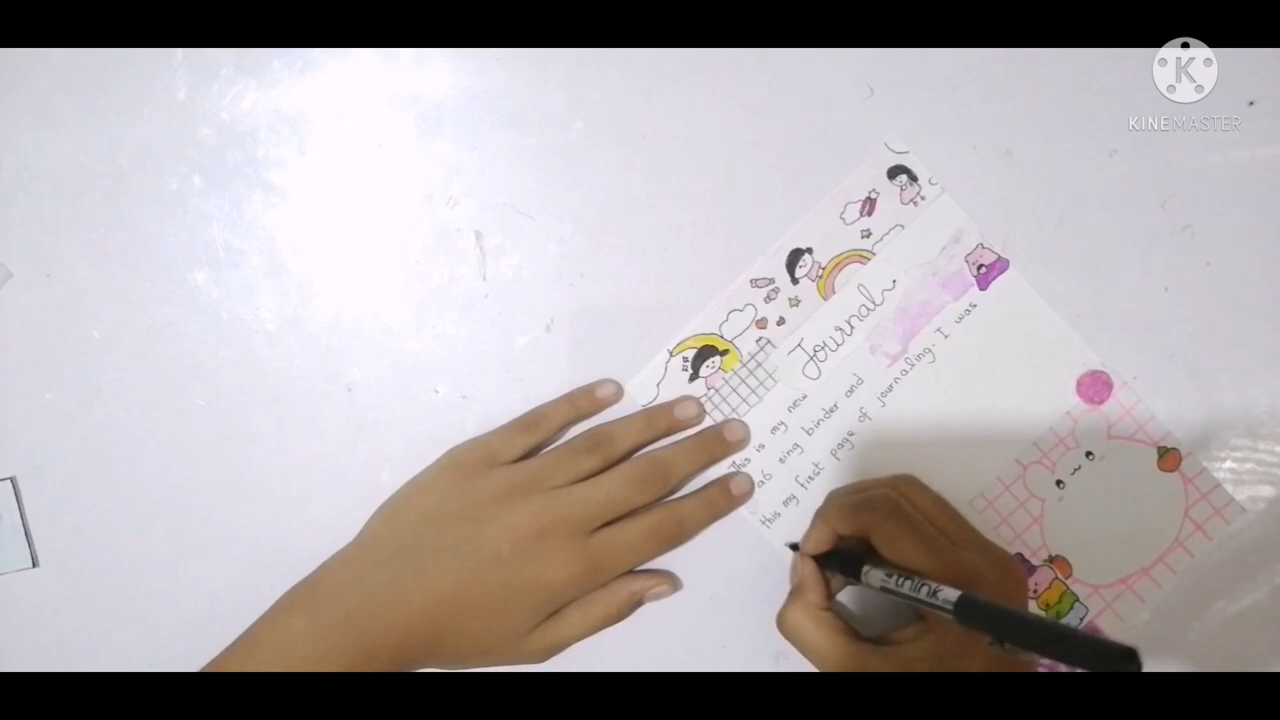 KINEMASTER
Journal
This is my new
a6 ring binder and
this my first page of journaling. I was
think